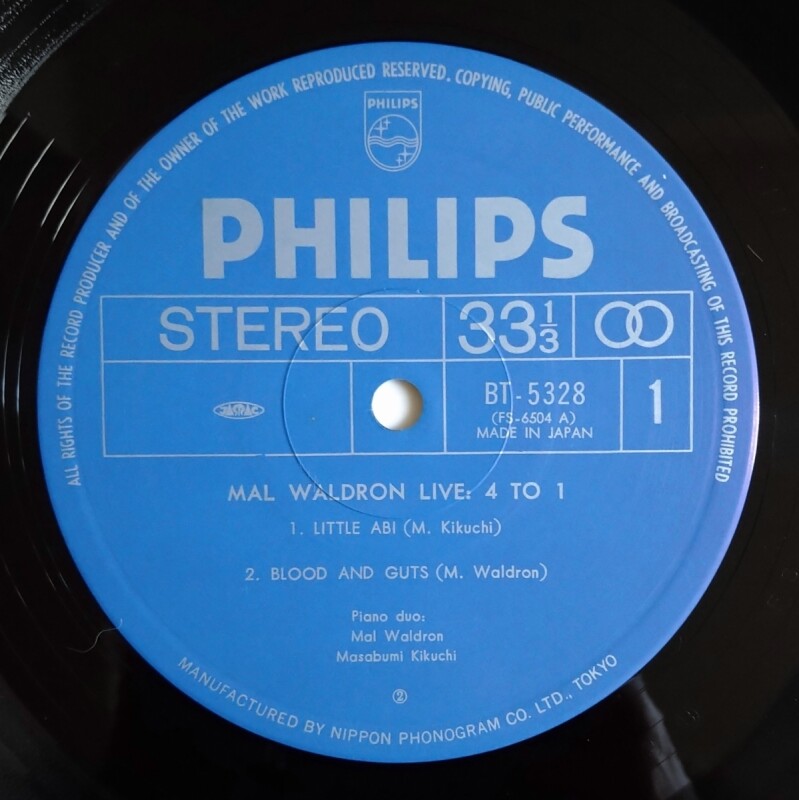 ALL RIGHTS OF THE RECORD PRODUCER AND OF THE OWNER OF THE WORK REPRODUCED RESERVED. COPYING, PUBLIC PERFORMANCE AND BROADCASTING OF THIS RECORD PROHIBITED
PHILIPS
PHILIPS
STEREO
33 1/3
JASRAC
BT-5328
(FS-6504 A)
MADE IN JAPAN
1
MAL WALDRON LIVE: 4 TO 1
1. LITTLE ABI (M. Kikuchi)
2. BLOOD AND GUTS (M. Waldron)
Piano duo:
Mal Waldron
Masabumi Kikuchi
②
MANUFACTURED BY NIPPON PHONOGRAM CO. LTD., TOKYO